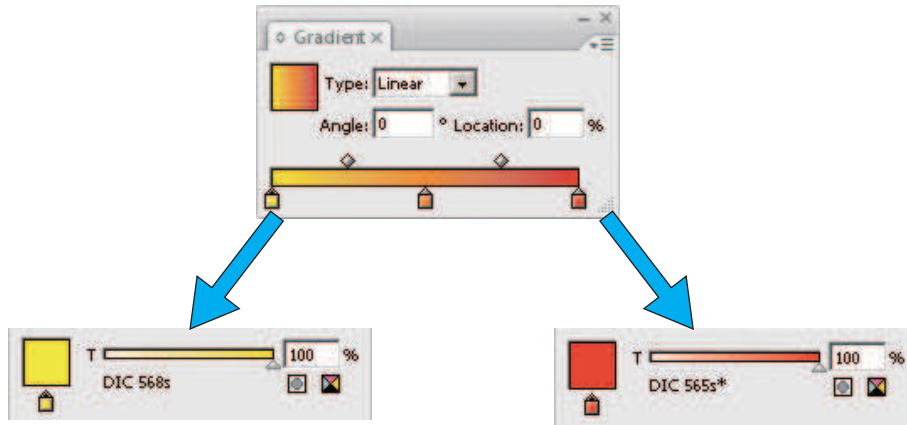 Gradient ×
Type: Linear
Angle: 0 ° Location: 0 %
T 100 %
DIC 568s
T 100 %
DIC 565s*